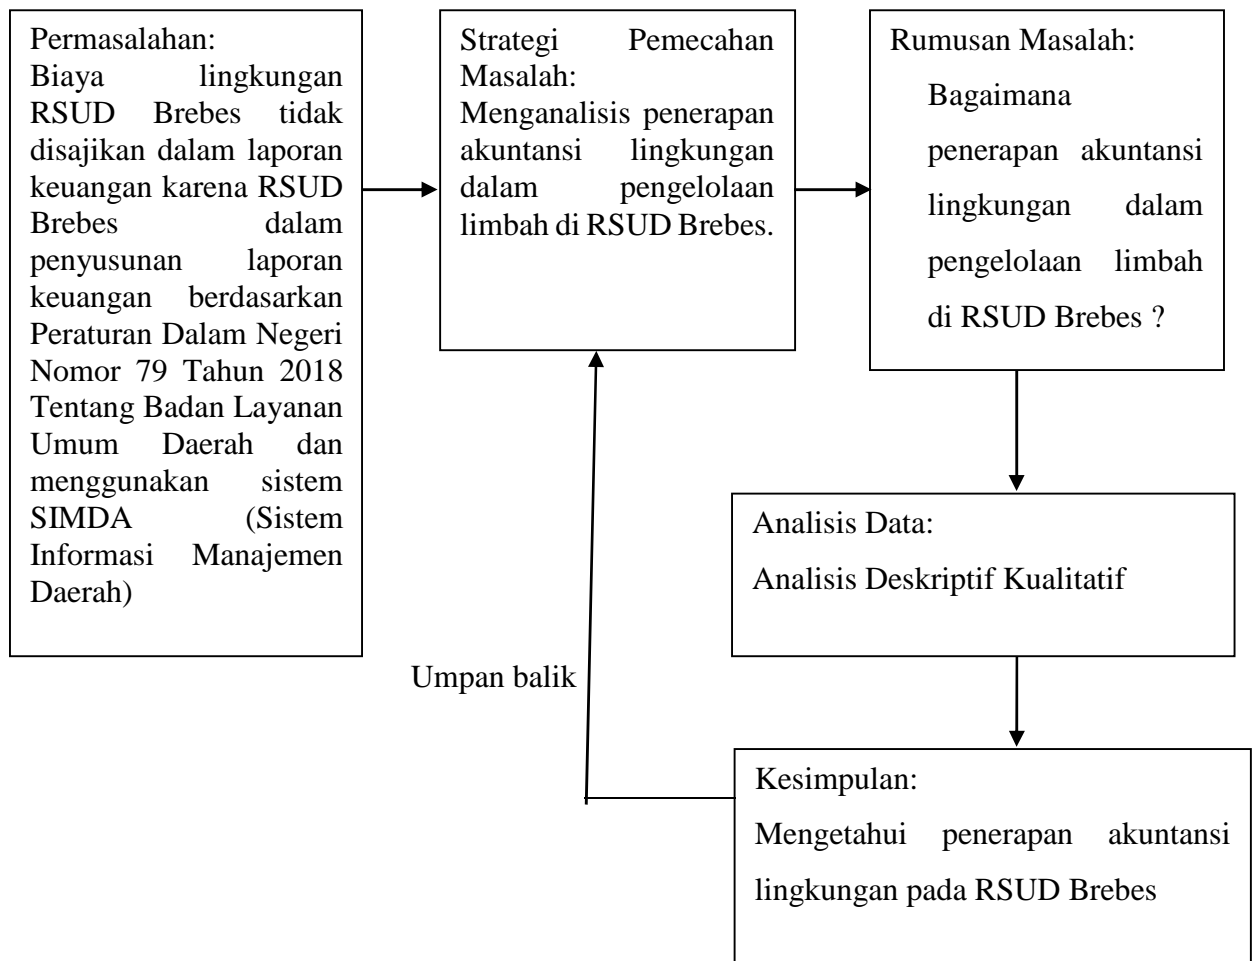 Permasalahan:
Biaya lingkungan
RSUD Brebes tidak
disajikan dalam laporan
keuangan karena RSUD
Brebes dalam
penyusunan laporan
keuangan berdasarkan
Peraturan Dalam Negeri
Nomor 79 Tahun 2018
Tentang Badan Layanan
Umum Daerah dan
menggunakan sistem
SIMDA (Sistem
Informasi Manajemen
Daerah)
Strategi Pemecahan
Masalah:
Menganalisis penerapan
akuntansi lingkungan
dalam pengelolaan
limbah di RSUD Brebes.
Rumusan Masalah:
Bagaimana
penerapan akuntansi
lingkungan dalam
pengelolaan limbah
di RSUD Brebes ?
Analisis Data:
Analisis Deskriptif Kualitatif
Umpan balik
Kesimpulan:
Mengetahui penerapan akuntansi
lingkungan pada RSUD Brebes